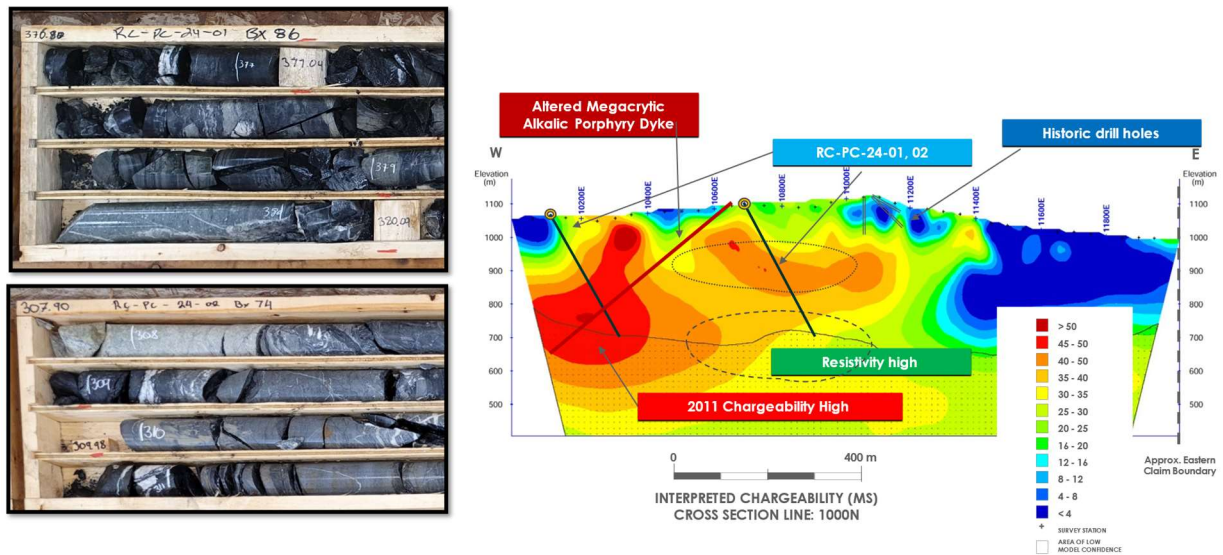 376.80 RC-PC-24-01 Bx 86
377
377.04
379
380
380.09
307.90 RC-PC-24-02 Bx 74
308
309
310
309.98
311
Altered Megacrytic
Alkalic Porphyry Dyke
RC-PC-24-01, 02
Historic drill holes
W
E
Elevation
(m)
Elevation
(m)
10200E
10400E
10600E
10800E
11000E
11200E
11400E
11600E
11800E
1100
1000
900
800
700
600
500
1100
1000
900
800
700
600
500
Resistivity high
2011 Chargeability High
0
400 m
INTERPRETED CHARGEABILITY (MS)
CROSS SECTION LINE: 1000N
> 50
45 - 50
40 - 50
35 - 40
30 - 35
25 - 30
20 - 25
16 - 20
12 - 16
8 - 12
4 - 8
< 4
SURVEY STATION
AREA OF LOW
MODEL CONFIDENCE
Approx. Eastern
Claim Boundary